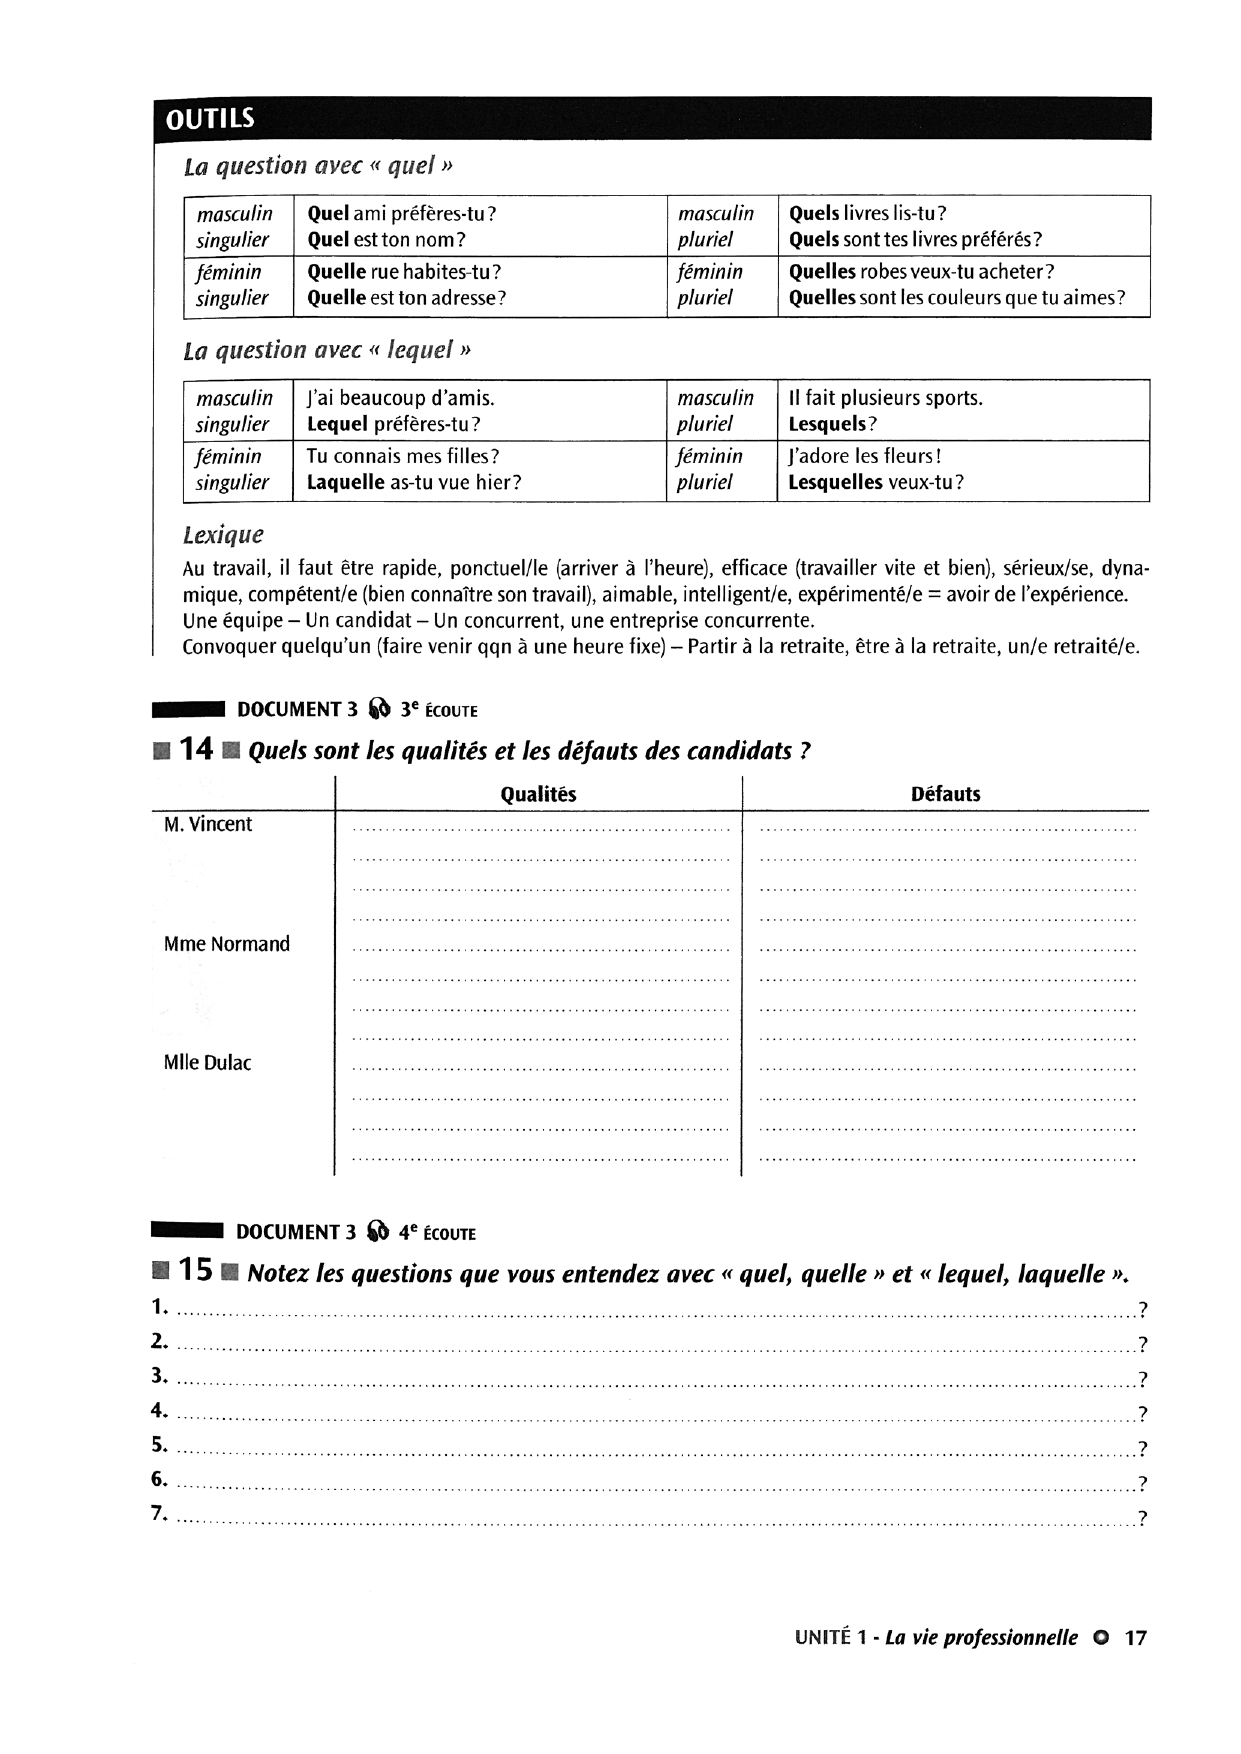 OUTILS
La question avec « quel »
masculin singulier Quel ami préfères-tu ? Quel est ton nom ? masculin pluriel Quels livres lis-tu ? Quels sont tes livres préférés ?
féminin singulier Quelle rue habites-tu ? Quelle est ton adresse ? féminin pluriel Quelles robes veux-tu acheter ? Quelles sont les couleurs que tu aimes ?
La question avec « lequel »
masculin singulier J'ai beaucoup d'amis. Lequel préfères-tu ? masculin pluriel Il fait plusieurs sports. Lesquels ?
féminin singulier Tu connais mes filles ? Laquelle as-tu vue hier ? féminin pluriel J'adore les fleurs ! Lesquelles veux-tu ?
Lexique
Au travail, il faut être rapide, ponctuel/le (arriver à l'heure), efficace (travailler vite et bien), sérieux/se, dyna-
mique, compétent/e (bien connaître son travail), aimable, intelligent/e, expérimenté/e = avoir de l'expérience.
Une équipe – Un candidat – Un concurrent, une entreprise concurrente.
Convoquer quelqu'un (faire venir qqn à une heure fixe) – Partir à la retraite, être à la retraite, un/e retraité/e.
DOCUMENT 3 3e ÉCOUTE
14 Quels sont les qualités et les défauts des candidats ?
Qualités Défauts
M. Vincent
Mme Normand
Mlle Dulac
DOCUMENT 3 4e ÉCOUTE
15 Notez les questions que vous entendez avec « quel, quelle » et « lequel, laquelle ».
1. ?
2. ?
3. ?
4. ?
5. ?
6. ?
7. ?
UNITÉ 1 - La vie professionnelle 17